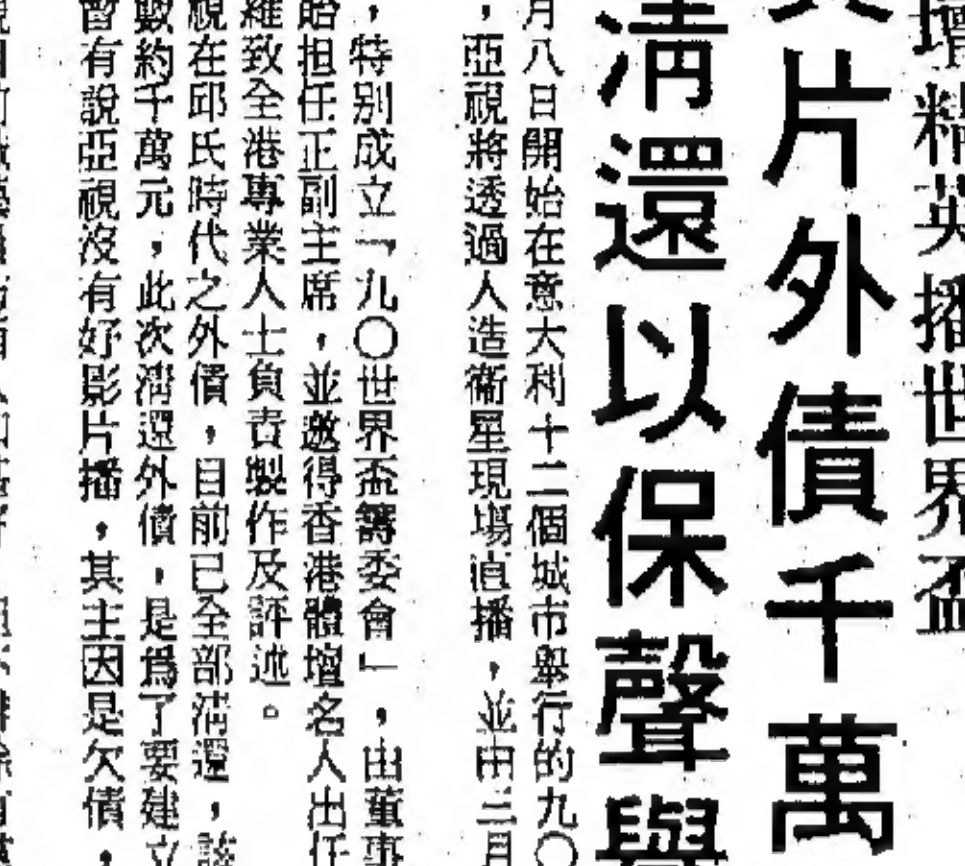 壇精英播世界盃
片外債千萬
清還以保聲譽
月八日開始在意大利十二個城市舉行的九〇
，亞視將透過人造衞星現場直播，並由三月
，特別成立「九〇世界盃籌委會」，由董事
担任正副主席，並邀得香港體壇名人出任
羅致全港專業人士負責製作及評述。
視在邱氏時代之外債，目前已全部清還，該
數約千萬元，此次清還外債，是爲了要建立
曾有說亞視沒有好影片播，其主因是欠債，